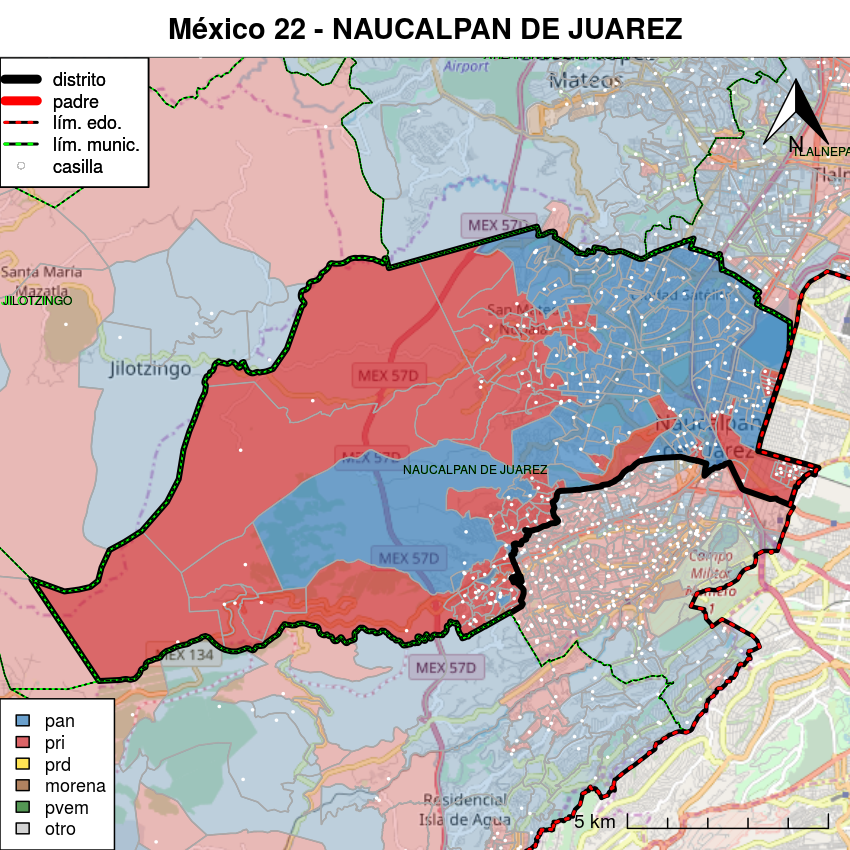 México 22 - NAUCALPAN DE JUAREZ
distrito
padre
lím. edo.
lím. munic.
casilla
Airport
Mateos
N
TLALNEPA
Tlaln
MEX 57D
Santa María
Mazatla
JILOTZINGO
Ciudad Satélite
San Mateo
Nopala
Jilotzingo
MEX 57D
Naucalpan
de Juárez
MEX 57D
NAUCALPAN DE JUAREZ
MEX 57D
Campo
Militar
Número
1
MEX 134
MEX 57D
pan
pri
prd
morena
pvem
otro
Residencial
Isla de Agua
5 km